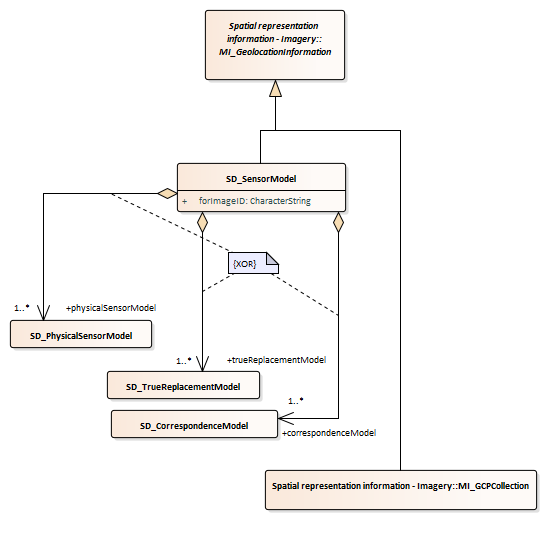 Spatial representation
information - Imagery::
MI_GeolocationInformation
SD_SensorModel
+ forImageID: CharacterString
{XOR}
1..*
+physicalSensorModel
SD_PhysicalSensorModel
1..*
+trueReplacementModel
SD_TrueReplacementModel
1..*
SD_CorrespondenceModel
+correspondenceModel
Spatial representation information - Imagery::MI_GCPCollection